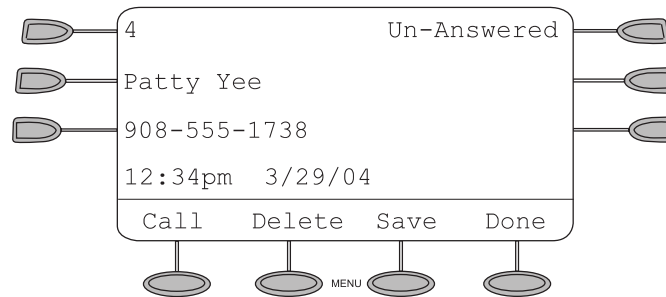 4 Un-Answered
Patty Yee
908-555-1738
12:34pm 3/29/04
Call Delete Save Done
MENU